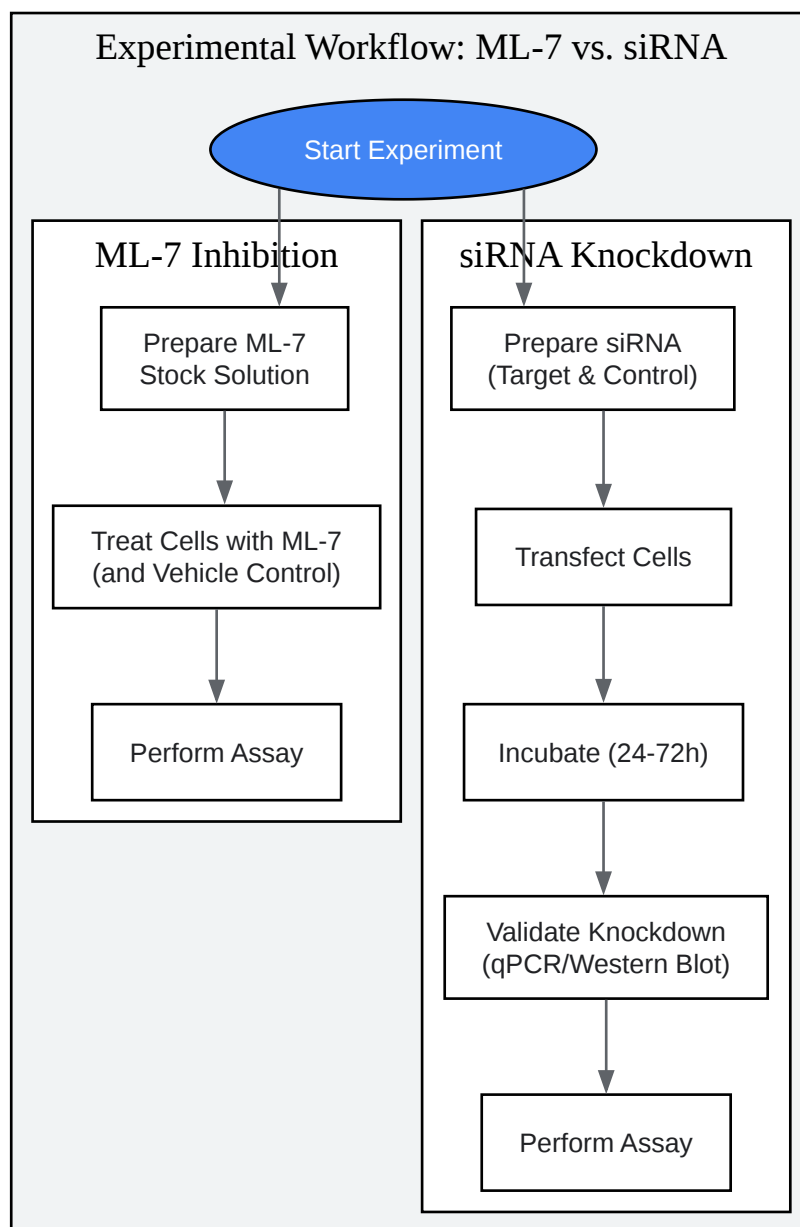 Experimental Workflow: ML-7 vs. siRNA
Start Experiment
ML-7 Inhibition
Prepare ML-7
Stock Solution
Treat Cells with ML-7
(and Vehicle Control)
Perform Assay
siRNA Knockdown
Prepare siRNA
(Target & Control)
Transfect Cells
Incubate (24-72h)
Validate Knockdown
(qPCR/Western Blot)
Perform Assay